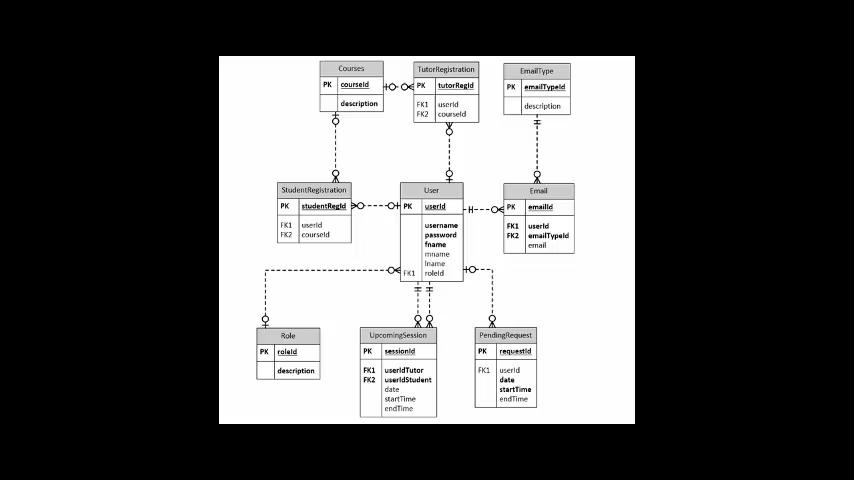 Courses
PK courseId
description
TutorRegistration
PK tutorRegId
FK1 userId
FK2 courseId
EmailType
PK emailTypeId
description
StudentRegistration
PK studentRegId
FK1 userId
FK2 courseId
User
PK userId
username
password
fname
mname
lname
FK1 roleId
Email
PK emailId
FK1 userId
FK2 emailTypeId
email
Role
PK roleId
description
UpcomingSession
PK sessionId
FK1 userIdTutor
FK2 userIdStudent
date
startTime
endTime
PendingRequest
PK requestId
FK1 userId
date
startTime
endTime